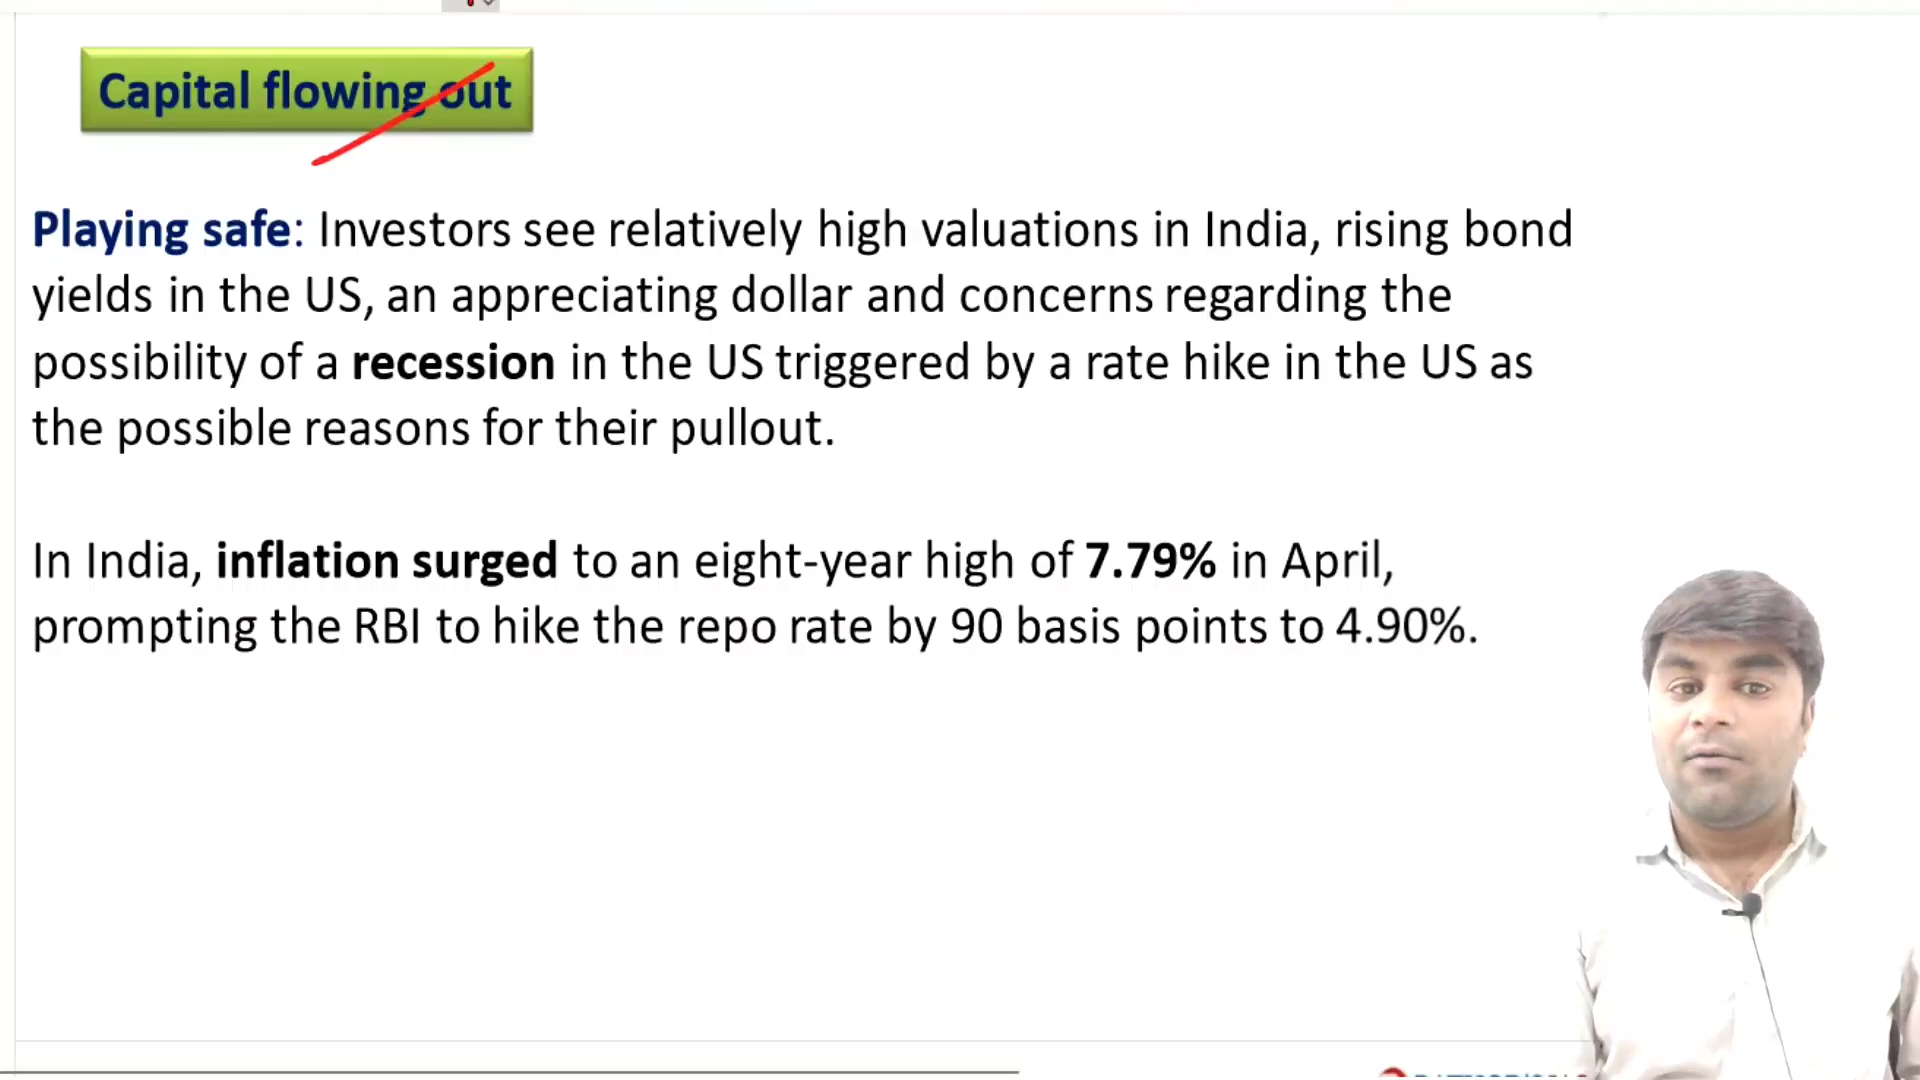 Capital flowing out
Playing safe: Investors see relatively high valuations in India, rising bond
yields in the US, an appreciating dollar and concerns regarding the
possibility of a recession in the US triggered by a rate hike in the US as
the possible reasons for their pullout.
In India, inflation surged to an eight-year high of 7.79% in April,
prompting the RBI to hike the repo rate by 90 basis points to 4.90%.